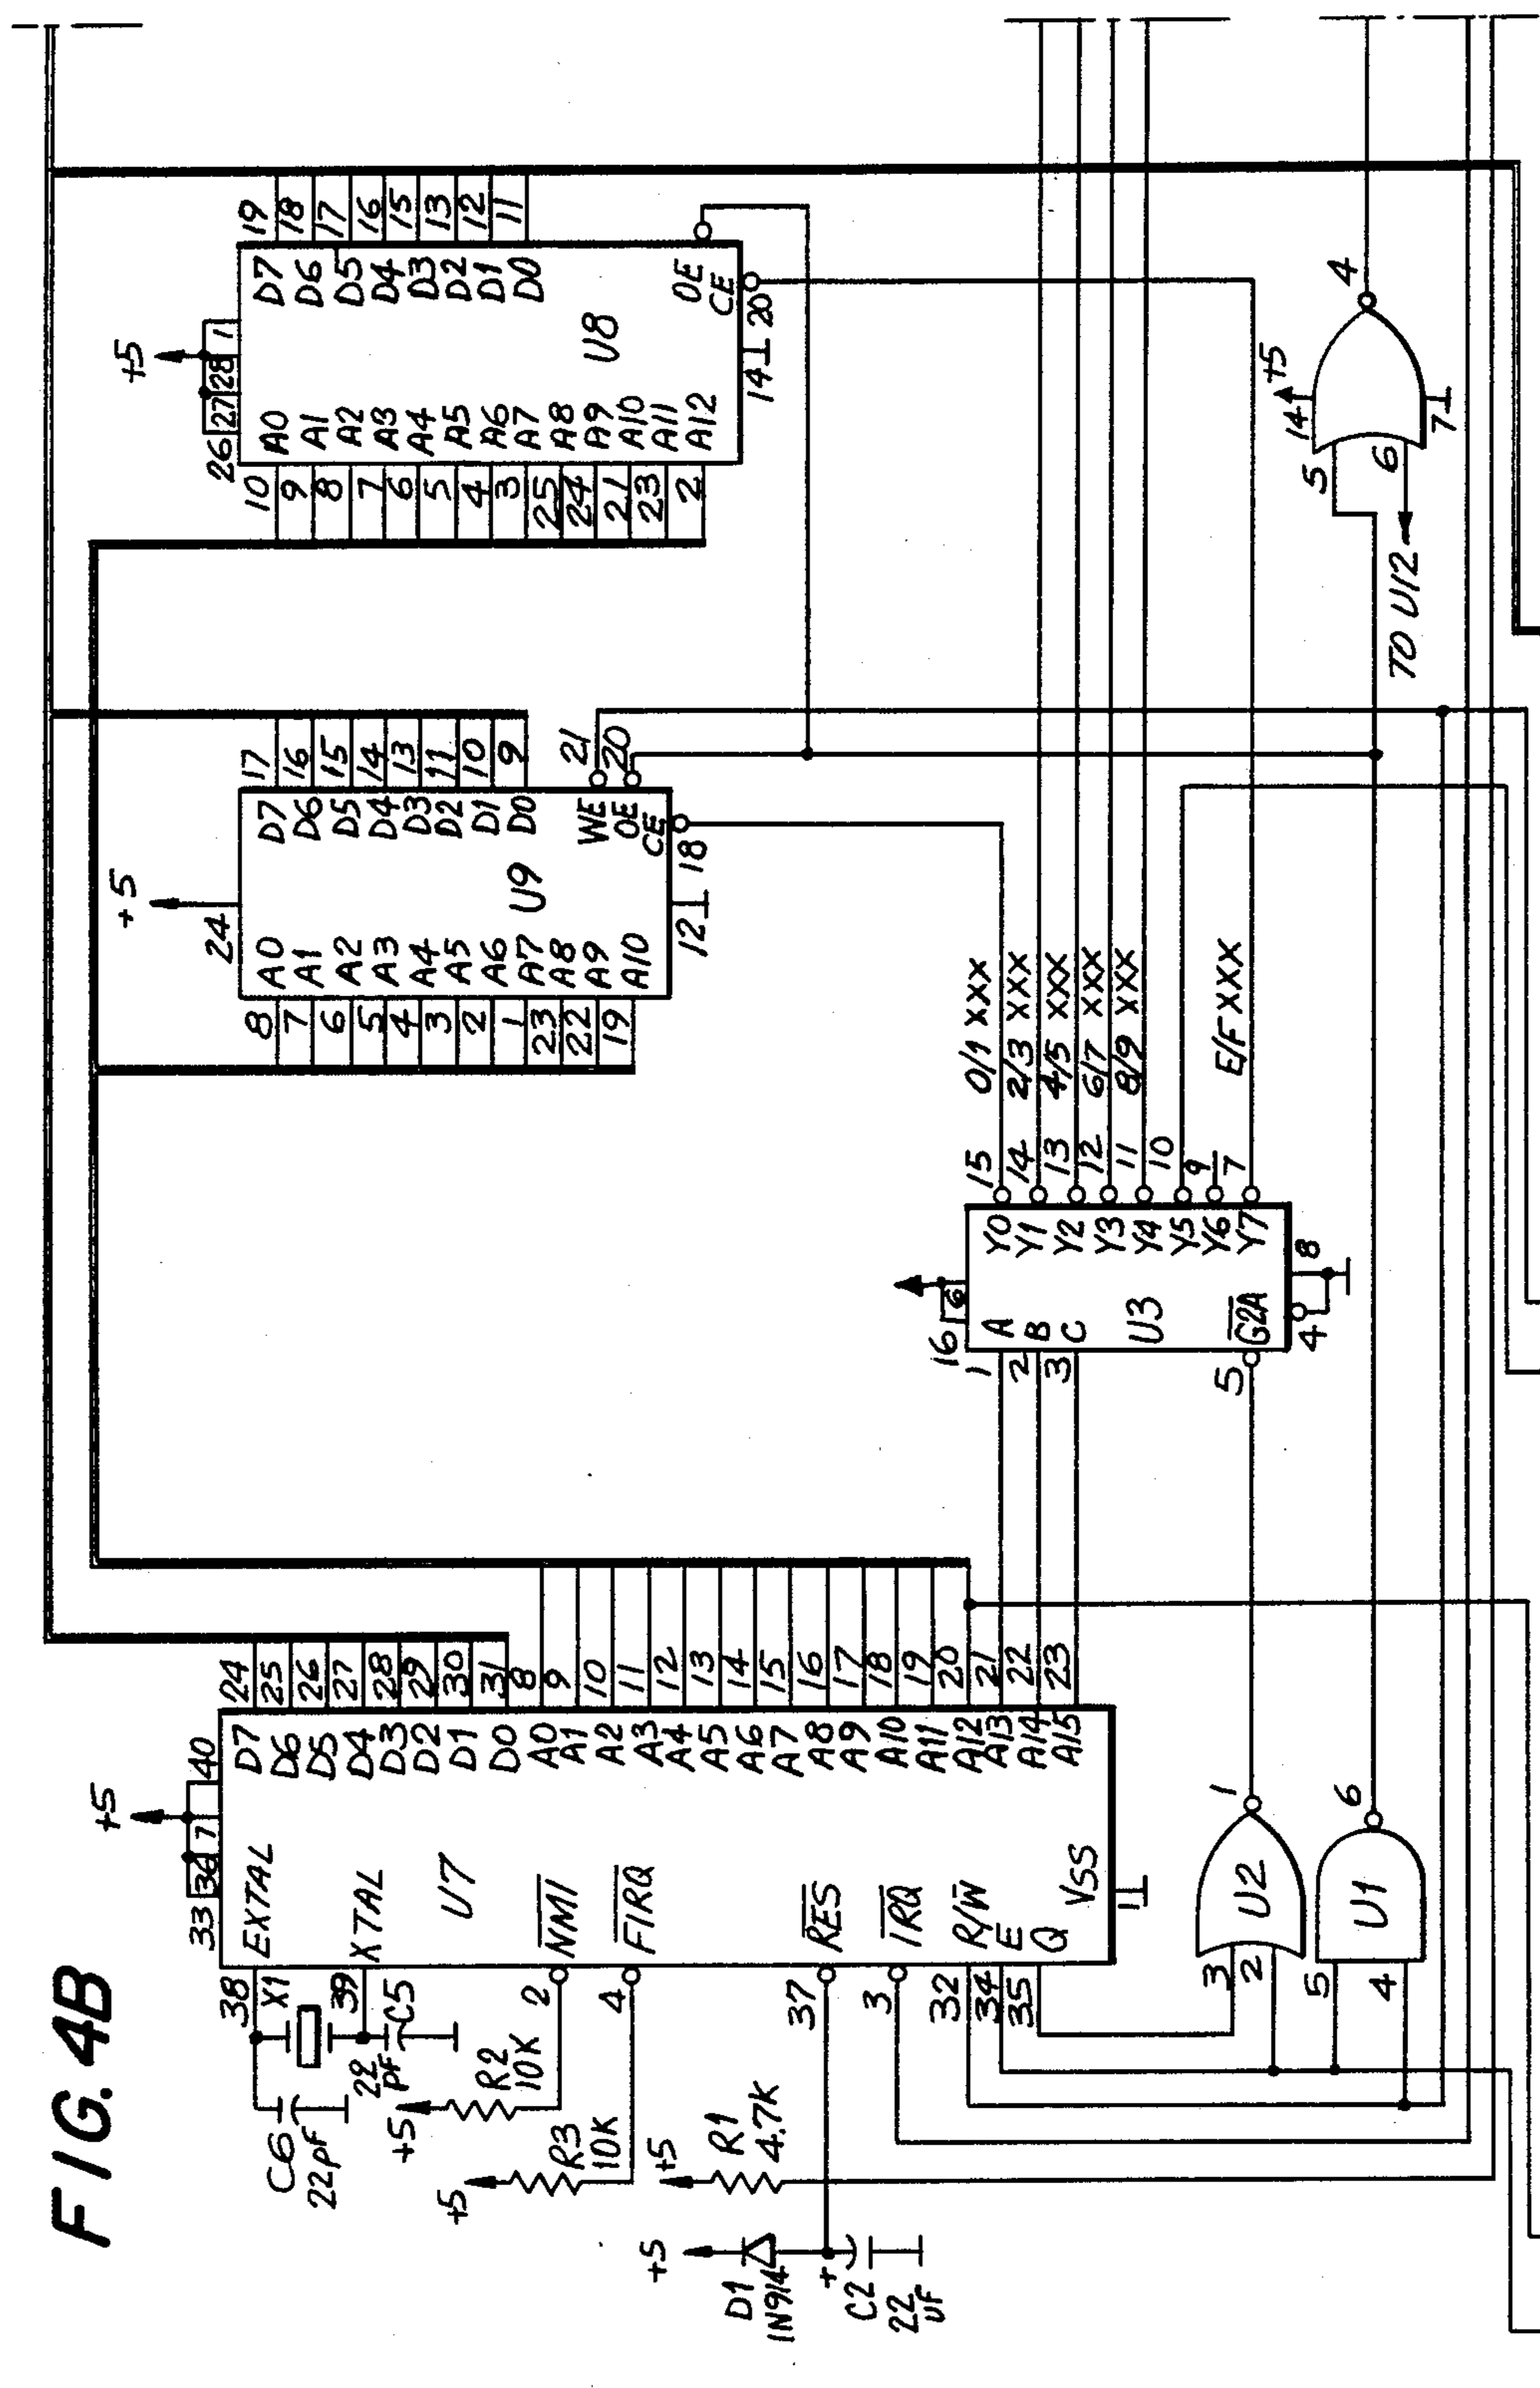 FIG. 4B
+5
33 36 7 40
38 EXTAL
X1
39 XTAL
C6
22pF
22
pF
C5
U7
+5
R2
10K
2 NMI
+5
R3
10K
4 FIRQ
+5
R1
4.7K
+5
D1
1N914
+
C2
22
UF
37 RES
3 IRQ
32 R/W
34 E
35 Q
VSS
1
D7 24
D6 25
D5 26
D4 27
D3 28
D2 29
D1 30
D0 31
A0 8
A1 9
A2 10
A3 11
A4 12
A5 13
A6 14
A7 15
A8 16
A9 17
A10 18
A11 19
A12 20
A13 21
A14 22
A15 23
3
2
U2
1
5
4
U1
6
16 6
1 A
2 B
3 C
U3
5 G2A
4 8
Y0 15 0/1 XXX
Y1 14 2/3 XXX
Y2 13 4/5 XXX
Y3 12 6/7 XXX
Y4 11 8/9 XXX
Y5 10
Y6 9
Y7 7 E/FXXX
+5
24
8 A0
7 A1
6 A2
5 A3
4 A4
3 A5
2 A6
1 A7
23 A8
22 A9
19 A10
U9
D7 17
D6 16
D5 15
D4 14
D3 13
D2 11
D1 10
D0 9
WE 21
OE 20
CE
12 18
+5
26 27 28 1
10 A0
9 A1
8 A2
7 A3
6 A4
5 A5
4 A6
3 A7
25 A8
24 A9
21 A10
23 A11
2 A12
U8
D7 19
D6 18
D5 17
D4 16
D3 15
D2 13
D1 12
D0 11
OE
CE
14 20
TO U12
5
6
14 +5
7
4